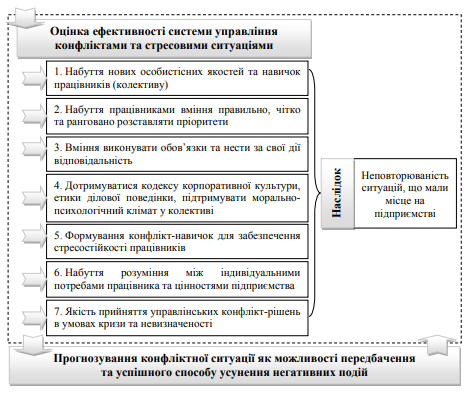 Оцінка ефективності системи управління
конфліктами та стресовими ситуаціями
1. Набуття нових особистісних якостей та навичок
працівників (колективу)
2. Набуття працівниками вміння правильно, чітко
та ранговано розставляти пріоритети
3. Вміння виконувати обов’язки та нести за свої дії
відповідальність
4. Дотримуватися кодексу корпоративної культури,
етики ділової поведінки, підтримувати морально-
психологічний клімат у колективі
5. Формування конфлікт-навичок для забезпечення
стресостійкості працівників
6. Набуття розуміння між індивідуальними
потребами працівника та цінностями підприємства
7. Якість прийняття управлінських конфлікт-рішень
в умовах кризи та невизначеності
Наслідок
Неповторюваність
ситуацій, що мали
місце на
підприємстві
Прогнозування конфліктної ситуації як можливості передбачення
та успішного способу усунення негативних подій